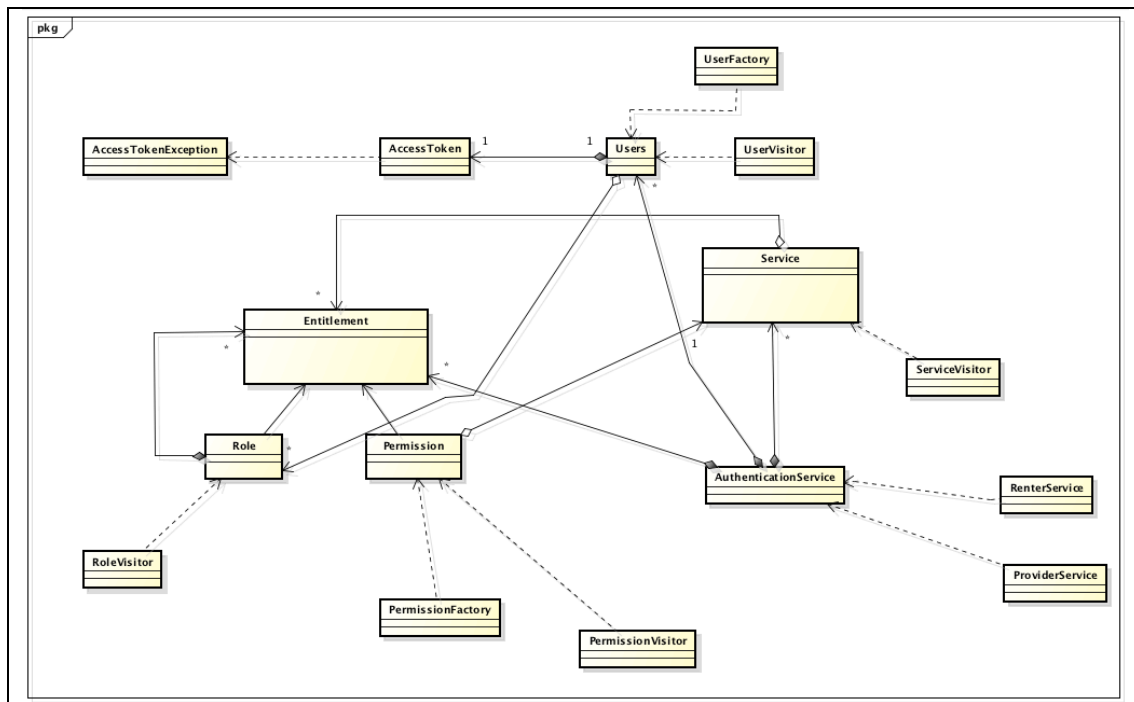 pkg
UserFactory
AccessTokenException
AccessToken
1
1
Users
UserVisitor
*
Service
*
Entitlement
*
1
*
*
ServiceVisitor
Role
*
Permission
AuthenticationService
RenterService
RoleVisitor
ProviderService
PermissionFactory
PermissionVisitor